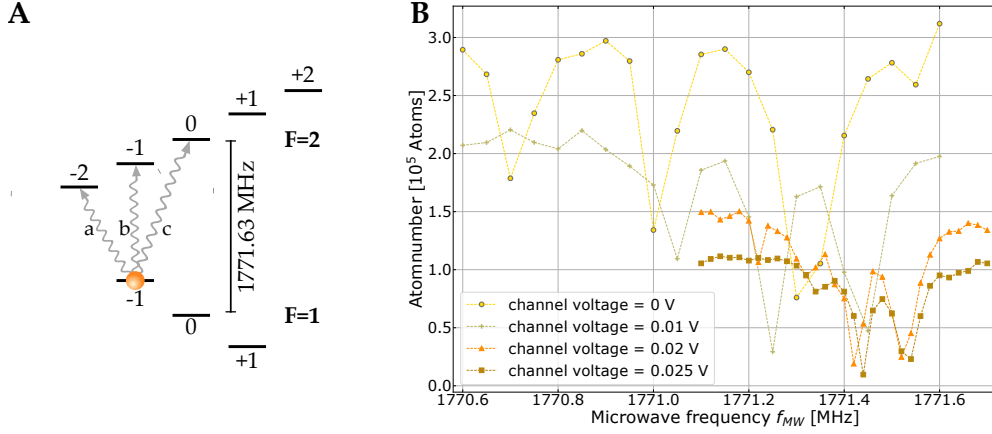 A
+2
+1
0
-1
-2
F=2
1771.63 MHz
a
b
c
-1
0
F=1
+1
B
Atomnumber [10⁵ Atoms]
3.0
2.5
2.0
1.5
1.0
0.5
0.0
channel voltage = 0 V
channel voltage = 0.01 V
channel voltage = 0.02 V
channel voltage = 0.025 V
1770.6 1770.8 1771.0 1771.2 1771.4 1771.6
Microwave frequency f_MW [MHz]